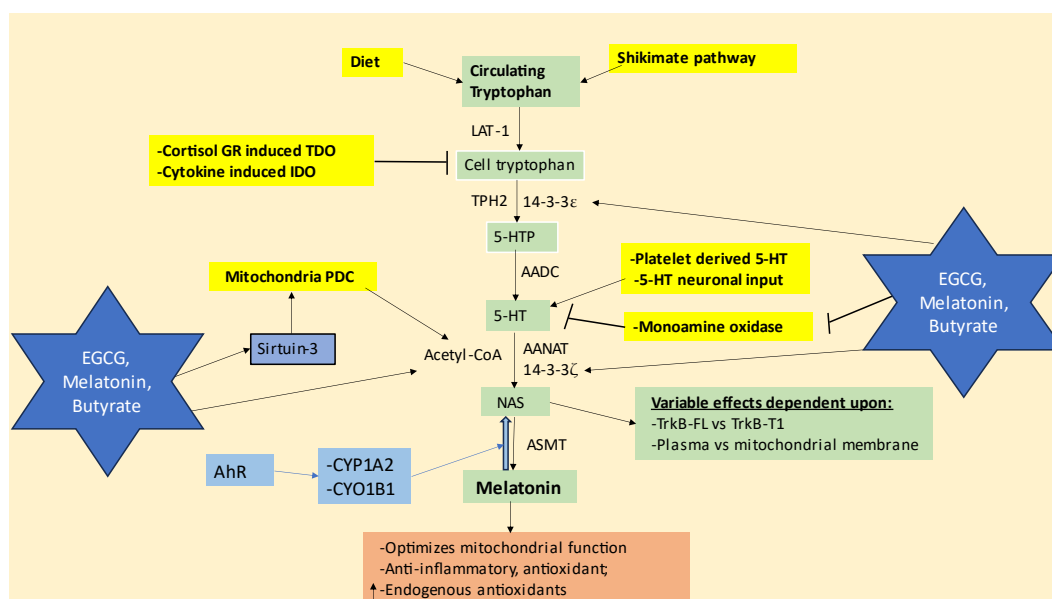 Diet
Circulating
Tryptophan
Shikimate pathway
LAT-1
-Cortisol GR induced TDO
-Cytokine induced IDO
Cell tryptophan
TPH2
14-3-3ε
5-HTP
AADC
-Platelet derived 5-HT
-5-HT neuronal input
Mitochondria PDC
EGCG,
Melatonin,
Butyrate
5-HT
-Monoamine oxidase
Sirtuin-3
Acetyl-CoA
AANAT
14-3-3ζ
EGCG,
Melatonin,
Butyrate
NAS
Variable effects dependent upon:
-TrkB-FL vs TrkB-T1
-Plasma vs mitochondrial membrane
ASMT
AhR
-CYP1A2
-CYO1B1
Melatonin
-Optimizes mitochondrial function
-Anti-inflammatory, antioxidant;
-Endogenous antioxidants